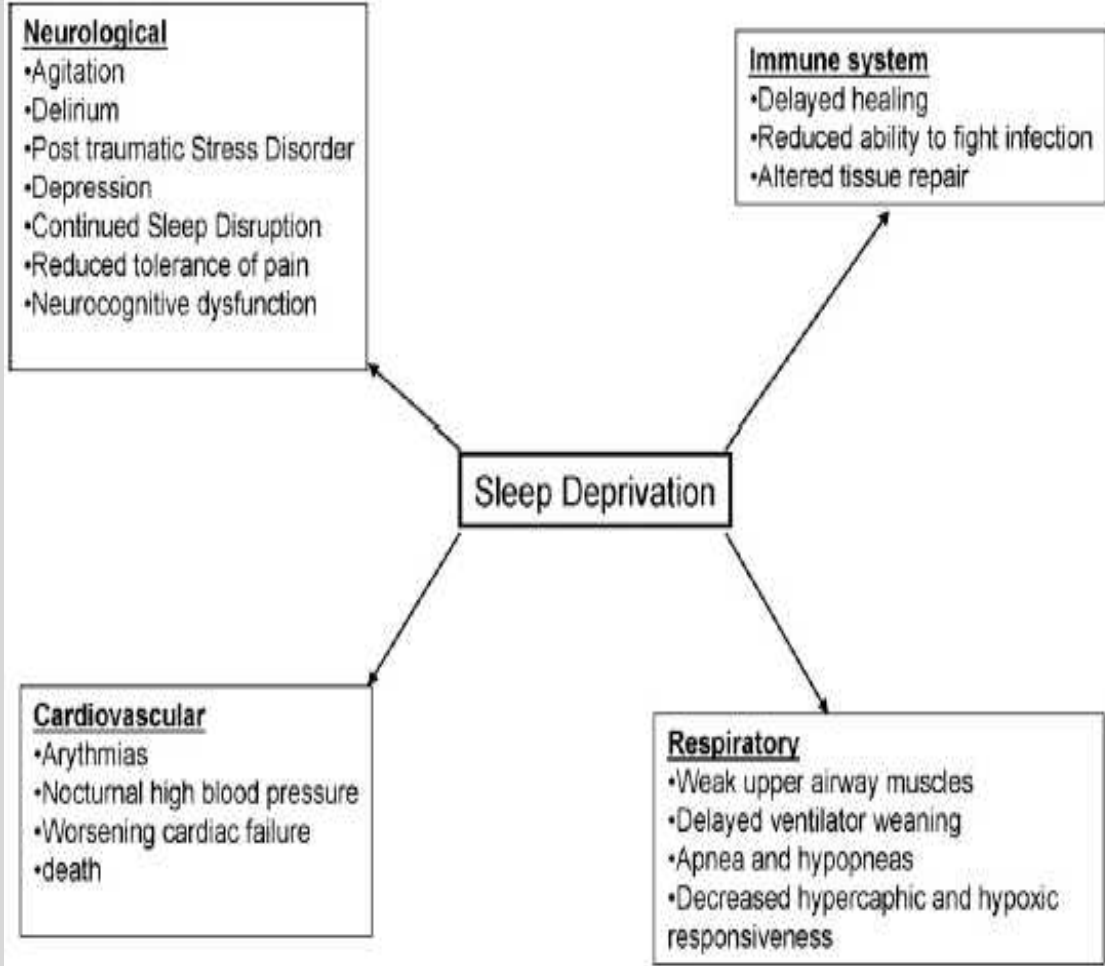 Neurological
•Agitation
•Delirium
•Post traumatic Stress Disorder
•Depression
•Continued Sleep Disruption
•Reduced tolerance of pain
•Neurocognitive dysfunction
Immune system
•Delayed healing
•Reduced ability to fight infection
•Altered tissue repair
Sleep Deprivation
Cardiovascular
•Arythmias
•Nocturnal high blood pressure
•Worsening cardiac failure
•death
Respiratory
•Weak upper airway muscles
•Delayed ventilator weaning
•Apnea and hypopneas
•Decreased hypercaphic and hypoxic
responsiveness